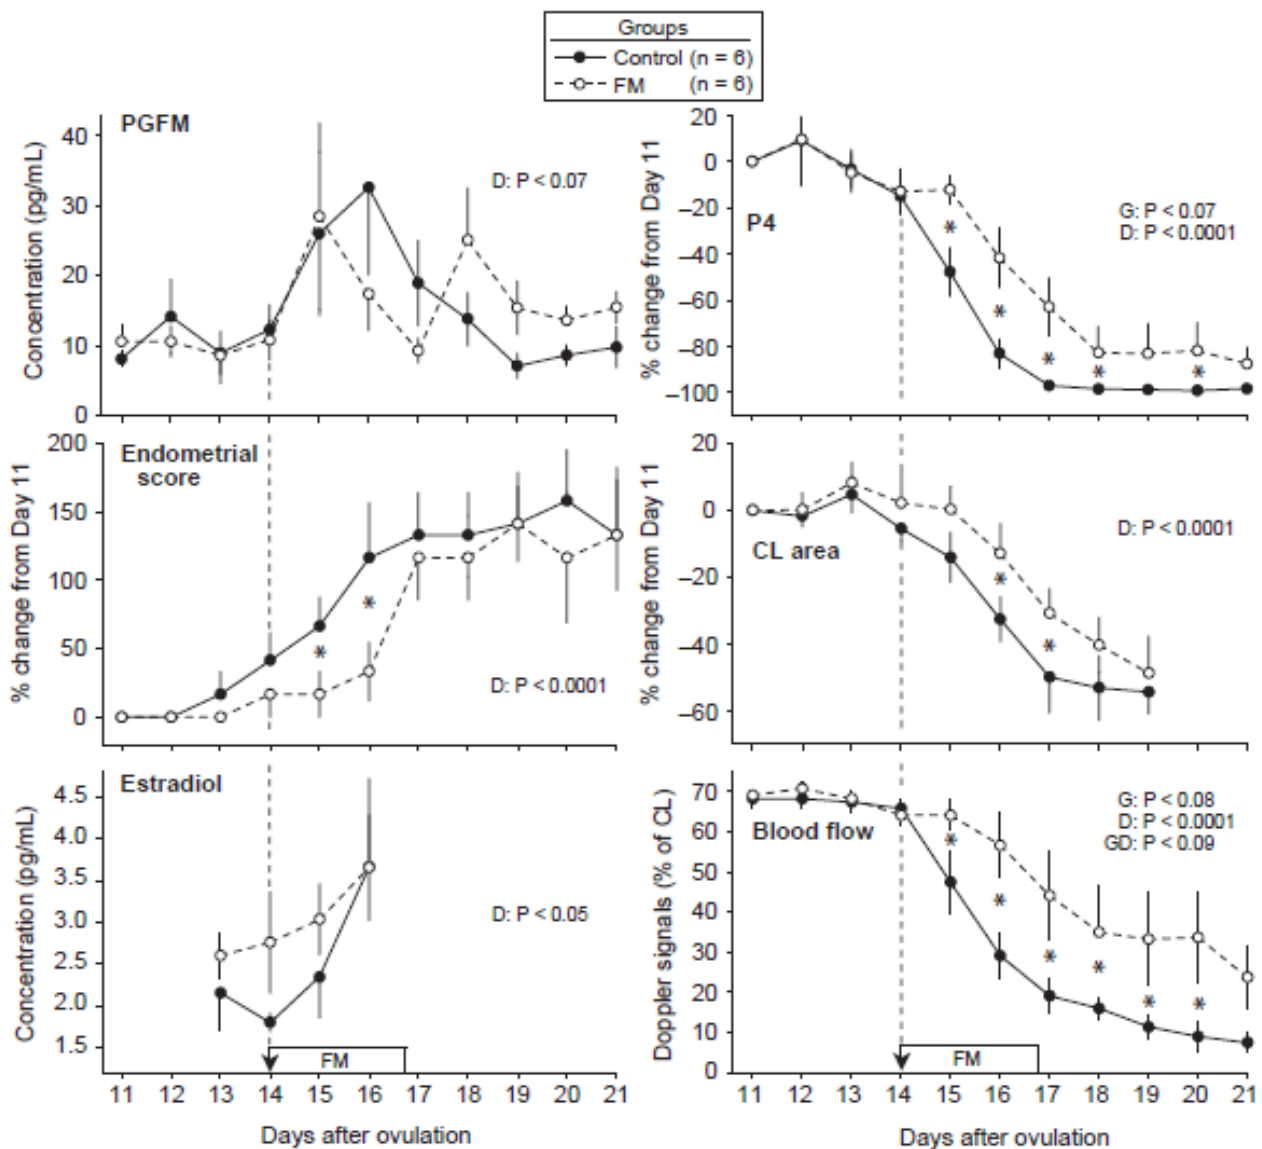 Groups
Control (n = 6)
FM (n = 6)
PGFM
Concentration (pg/mL)
40
30
20
10
0
D: P < 0.07
P4
% change from Day 11
20
0
–20
–40
–60
–80
–100
G: P < 0.07
D: P < 0.0001
*
*
*
*
*
Endometrial
score
% change from Day 11
200
150
100
50
0
*
*
D: P < 0.0001
CL area
% change from Day 11
20
0
–20
–40
–60
D: P < 0.0001
*
*
Estradiol
Concentration (pg/mL)
4.5
4.0
3.5
3.0
2.5
2.0
1.5
D: P < 0.05
FM
11 12 13 14 15 16 17 18 19 20 21
Days after ovulation
Blood flow
Doppler signals (% of CL)
70
60
50
40
30
20
10
0
G: P < 0.08
D: P < 0.0001
GD: P < 0.09
*
*
*
*
*
*
FM
11 12 13 14 15 16 17 18 19 20 21
Days after ovulation